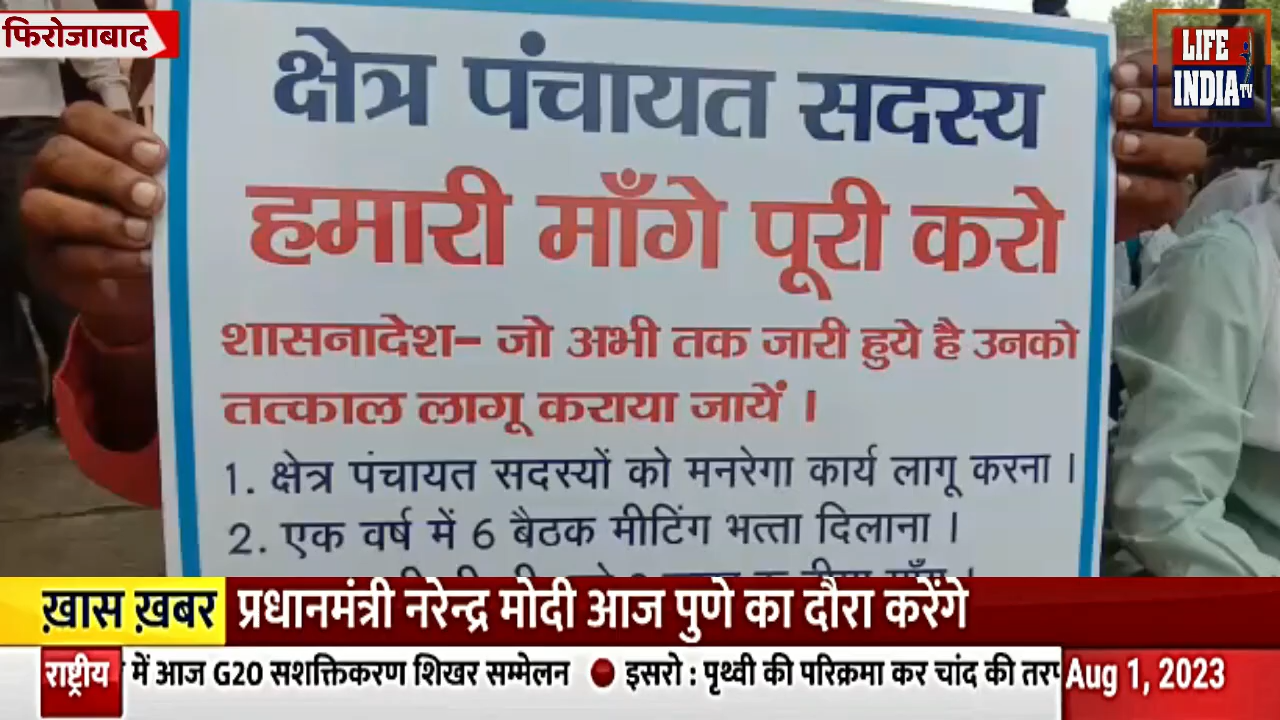 फिरोजाबाद
LIFE
INDIA TV
क्षेत्र पंचायत सदस्य
हमारी माँगे पूरी करो
शासनादेश- जो अभी तक जारी हुये है उनको
तत्काल लागू कराया जायें ।
1. क्षेत्र पंचायत सदस्यों को मनरेगा कार्य लागू करना ।
2. एक वर्ष में 6 बैठक मीटिंग भत्ता दिलाना ।
ख़ास ख़बर प्रधानमंत्री नरेन्द्र मोदी आज पुणे का दौरा करेंगे
राष्ट्रीय में आज G20 सशक्तिकरण शिखर सम्मेलन ● इसरो : पृथ्वी की परिक्रमा कर चांद की Aug 1, 2023